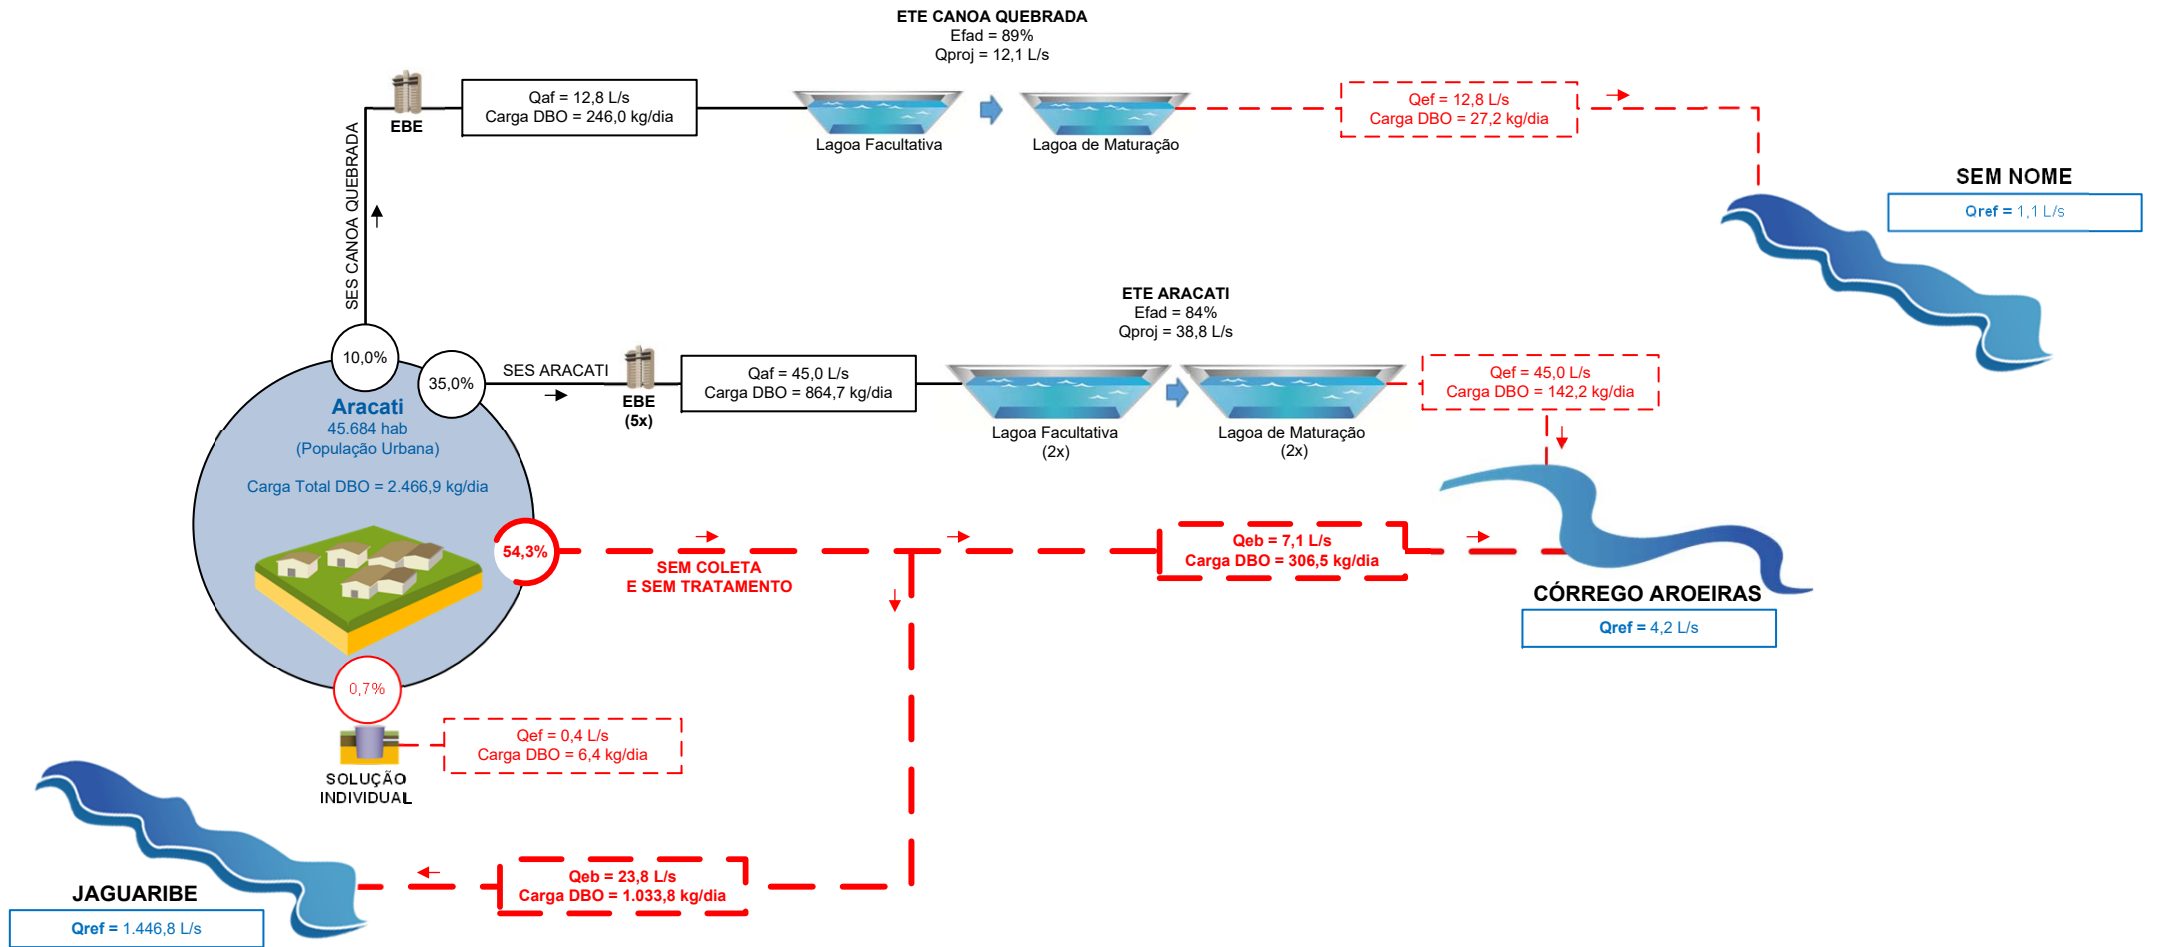 ETE CANOA QUEBRADA
Efad = 89%
Qproj = 12,1 L/s
EBE
Qaf = 12,8 L/s
Carga DBO = 246,0 kg/dia
Lagoa Facultativa
Lagoa de Maturação
Qef = 12,8 L/s
Carga DBO = 27,2 kg/dia
SEM NOME
Qref = 1,1 L/s
SES CANOA QUEBRADA
ETE ARACATI
Efad = 84%
Qproj = 38,8 L/s
10,0%
35,0%
SES ARACATI
EBE
(5x)
Qaf = 45,0 L/s
Carga DBO = 864,7 kg/dia
Lagoa Facultativa
(2x)
Lagoa de Maturação
(2x)
Qef = 45,0 L/s
Carga DBO = 142,2 kg/dia
Aracati
45.684 hab
(População Urbana)
Carga Total DBO = 2.466,9 kg/dia
54,3%
SEM COLETA
E SEM TRATAMENTO
Qeb = 7,1 L/s
Carga DBO = 306,5 kg/dia
CÓRREGO AROEIRAS
Qref = 4,2 L/s
0,7%
SOLUÇÃO
INDIVIDUAL
Qef = 0,4 L/s
Carga DBO = 6,4 kg/dia
Qeb = 23,8 L/s
Carga DBO = 1.033,8 kg/dia
JAGUARIBE
Qref = 1.446,8 L/s